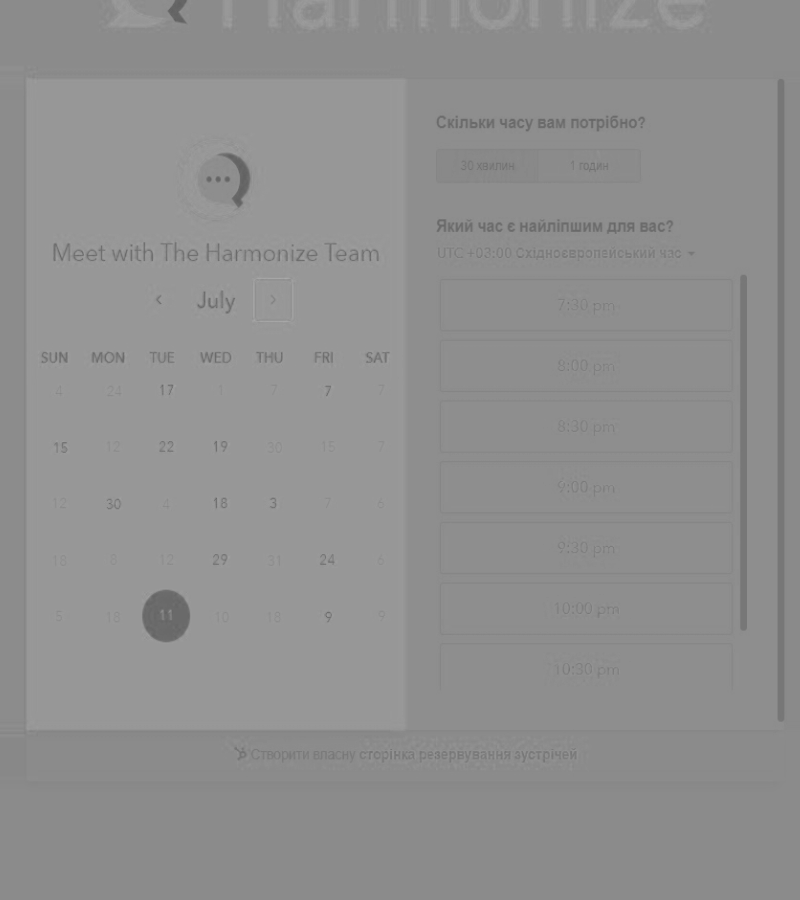 Harmonize
Meet with The Harmonize Team
July
SUN MON TUE WED THU FRI SAT
4 24 17 1 7 7 7
15 12 22 19 30 15 7
12 30 4 18 3 7 6
18 8 12 29 31 24 6
5 18 11 10 18 9 9
Скільки часу вам потрібно?
30 хвилин 1 годин
Який час є найліпшим для вас?
UTC +03:00 Східноєвропейський час
7:30 pm
8:00 pm
8:30 pm
9:00 pm
9:30 pm
10:00 pm
10:30 pm
Створити власну сторінка резервування зустрічей